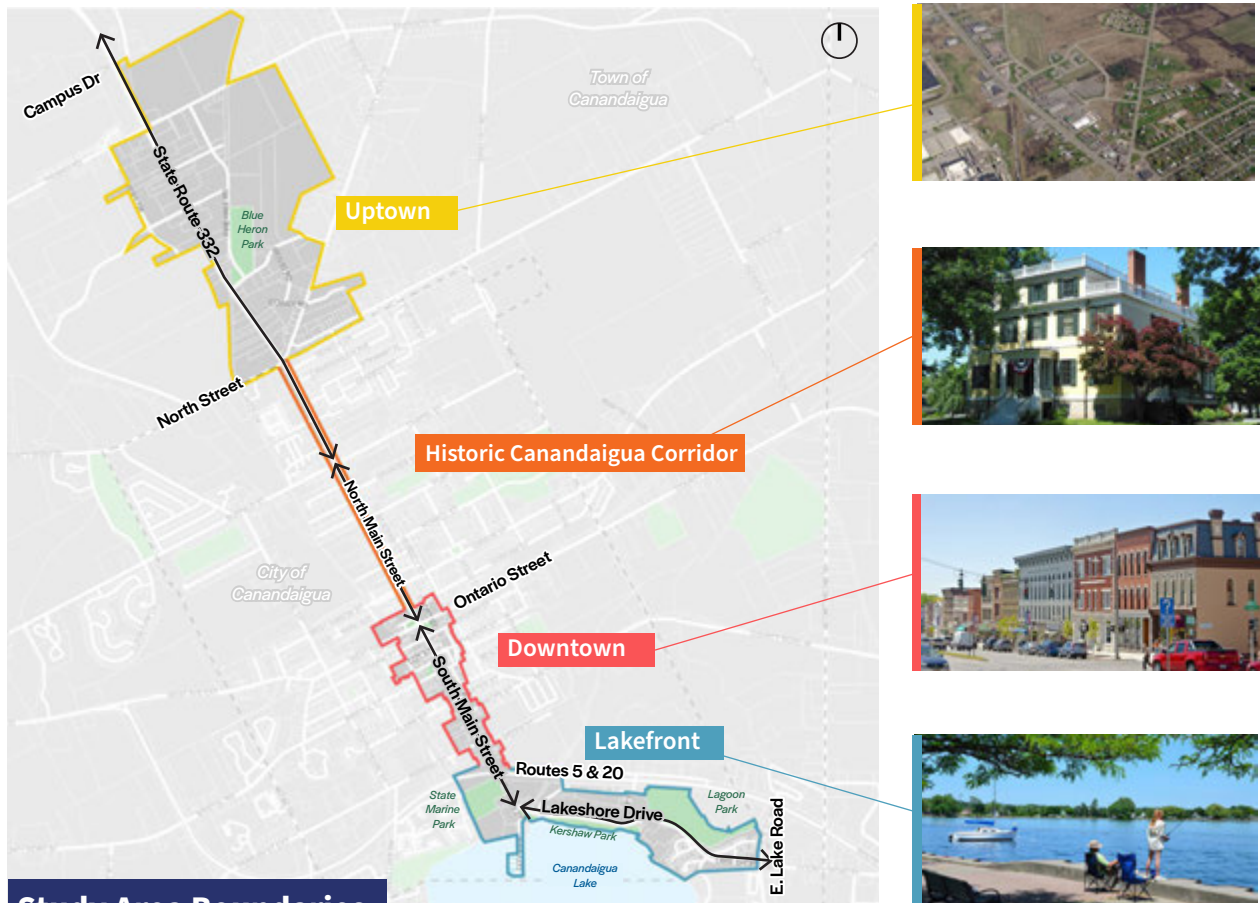 Campus Dr
Town of
Canandaigua
State Route 332
Uptown
Blue
Heron
Park
North Street
Historic Canandaigua Corridor
North Main Street
City of
Canandaigua
Ontario Street
Downtown
South Main Street
Lakefront
Routes 5 & 20
State
Marine
Park
Lakeshore Drive
Lagoon
Park
Kershaw Park
E. Lake Road
Canandaigua
Lake
Study Area Boundaries